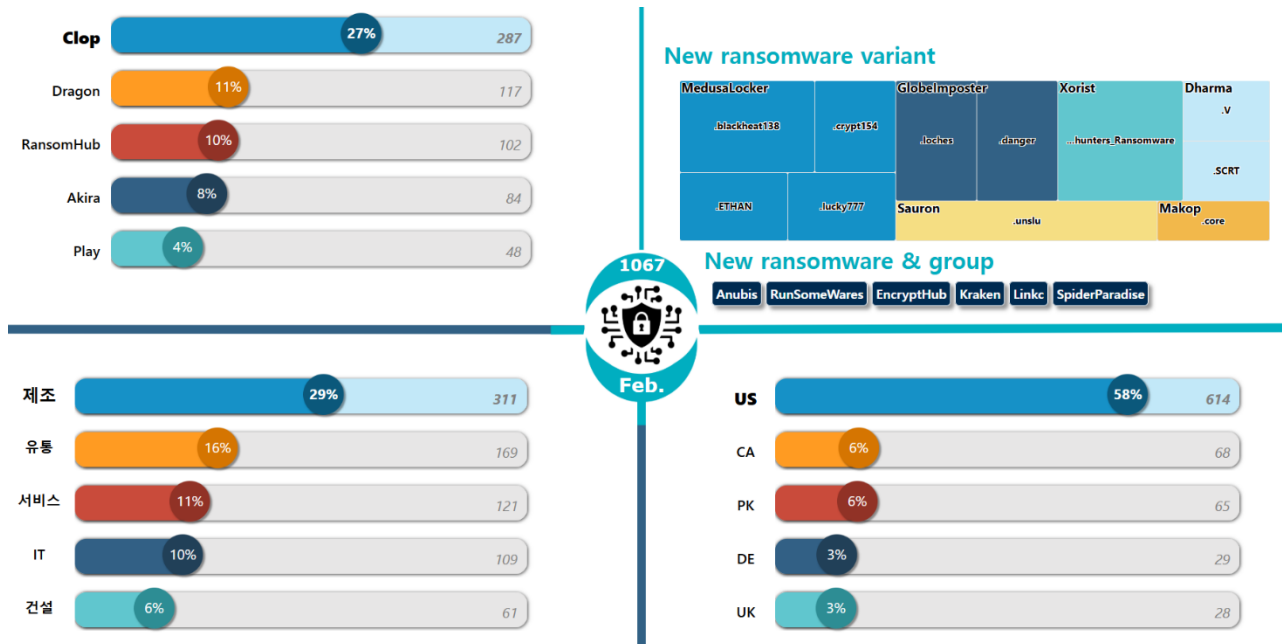 Clop 27% 287
Dragon 11% 117
RansomHub 10% 102
Akira 8% 84
Play 4% 48
New ransomware variant
MedusaLocker
.blackheat138
.crypt154
.ETHAN
.lucky777
GlobeImposter
.loches
.danger
Xorist
...hunters_Ransomware
Dharma
.V
.SCRT
Sauron
.unslu
Makop
.core
New ransomware & group
Anubis RunSomeWares EncryptHub Kraken Linkc SpiderParadise
1067
Feb.
제조 29% 311
유통 16% 169
서비스 11% 121
IT 10% 109
건설 6% 61
US 58% 614
CA 6% 68
PK 6% 65
DE 3% 29
UK 3% 28